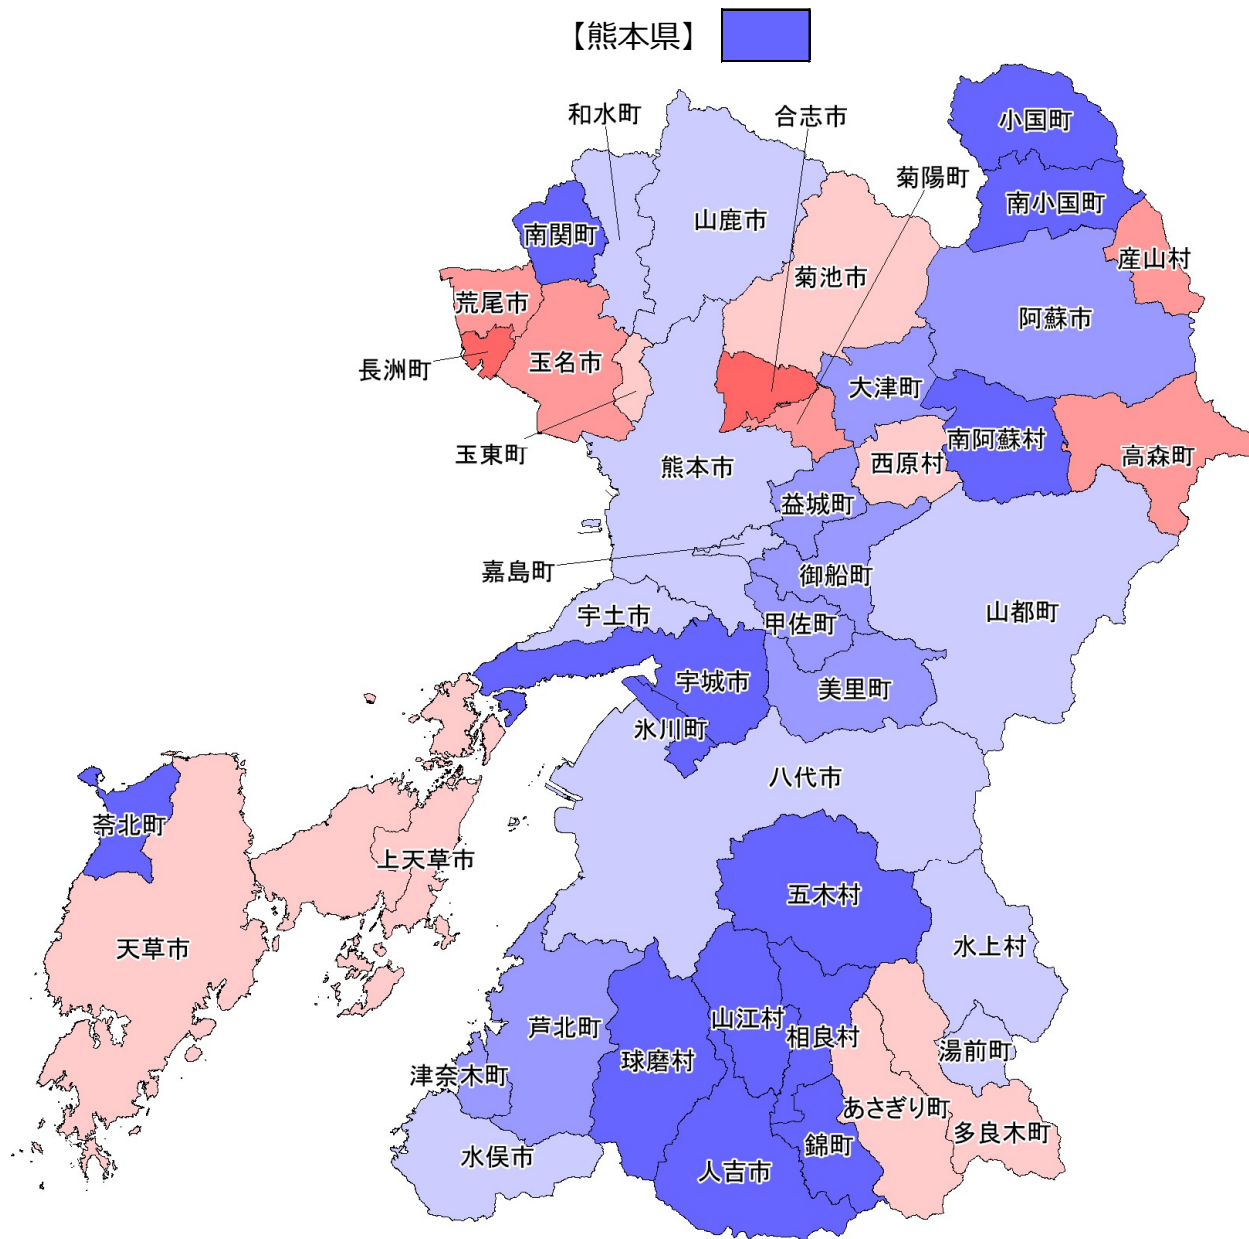 【熊本県】
和水町
合志市
小国町
菊陽町
南小国町
南関町
山鹿市
産山村
菊池市
荒尾市
阿蘇市
玉名市
長洲町
大津町
玉東町
熊本市
西原村
南阿蘇村
高森町
益城町
嘉島町
御船町
宇土市
甲佐町
山都町
宇城市
美里町
氷川町
八代市
苓北町
上天草市
五木村
天草市
水上村
芦北町
山江村
相良村
湯前町
球磨村
津奈木町
あさぎり町
多良木町
水俣市
人吉市
錦町